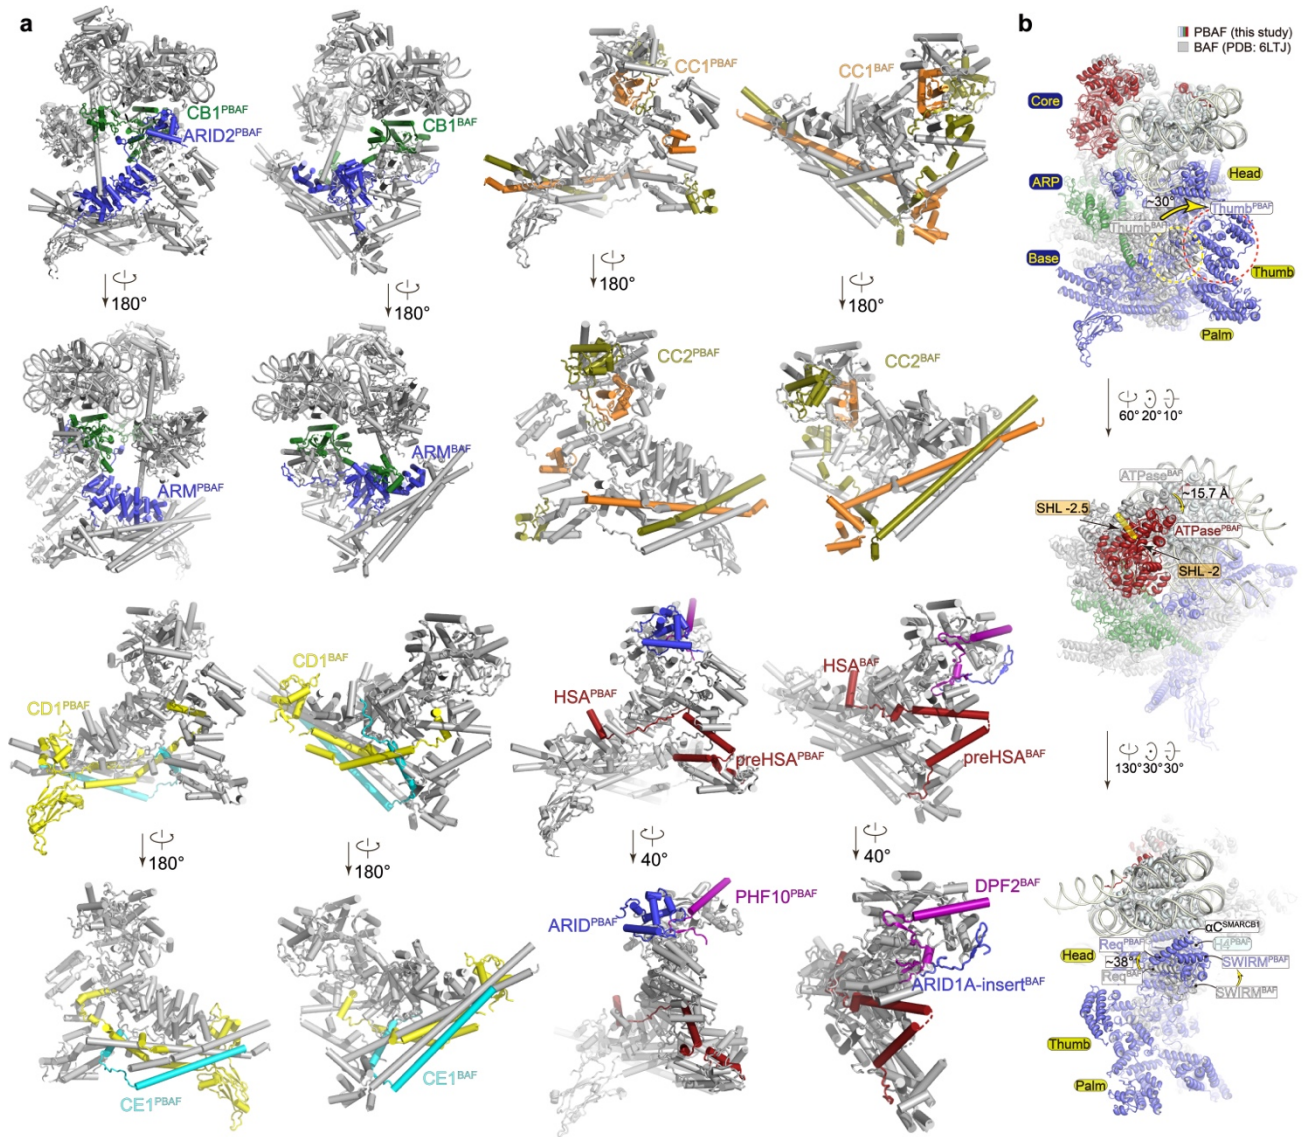 a
CB1PBAF
ARID2PBAF
CB1BAF
CC1PBAF
CC1BAF
180°
180°
180°
180°
ARMPBAF
ARMBAF
CC2PBAF
CC2BAF
CD1PBAF
CD1BAF
HSAPBAF
preHSAPBAF
HSABAF
preHSABAF
180°
180°
40°
40°
CE1PBAF
CE1BAF
ARIDPBAF
PHF10PBAF
DPF2BAF
ARID1A-insertBAF
b
PBAF (this study)
BAF (PDB: 6LTJ)
Core
ARP
Head
~30°
ThumbPBAF
ThumbBAF
Base
Thumb
Palm
60° 20° 10°
ATPaseBAF
~15.7 Å
SHL -2.5
ATPasePBAF
SHL -2
130°30°30°
αCSMARCB1
ReqPBAF
H4PBAF
Head
~38°
SWIRMPBAF
ReqBAF
SWIRMBAF
Thumb
Palm